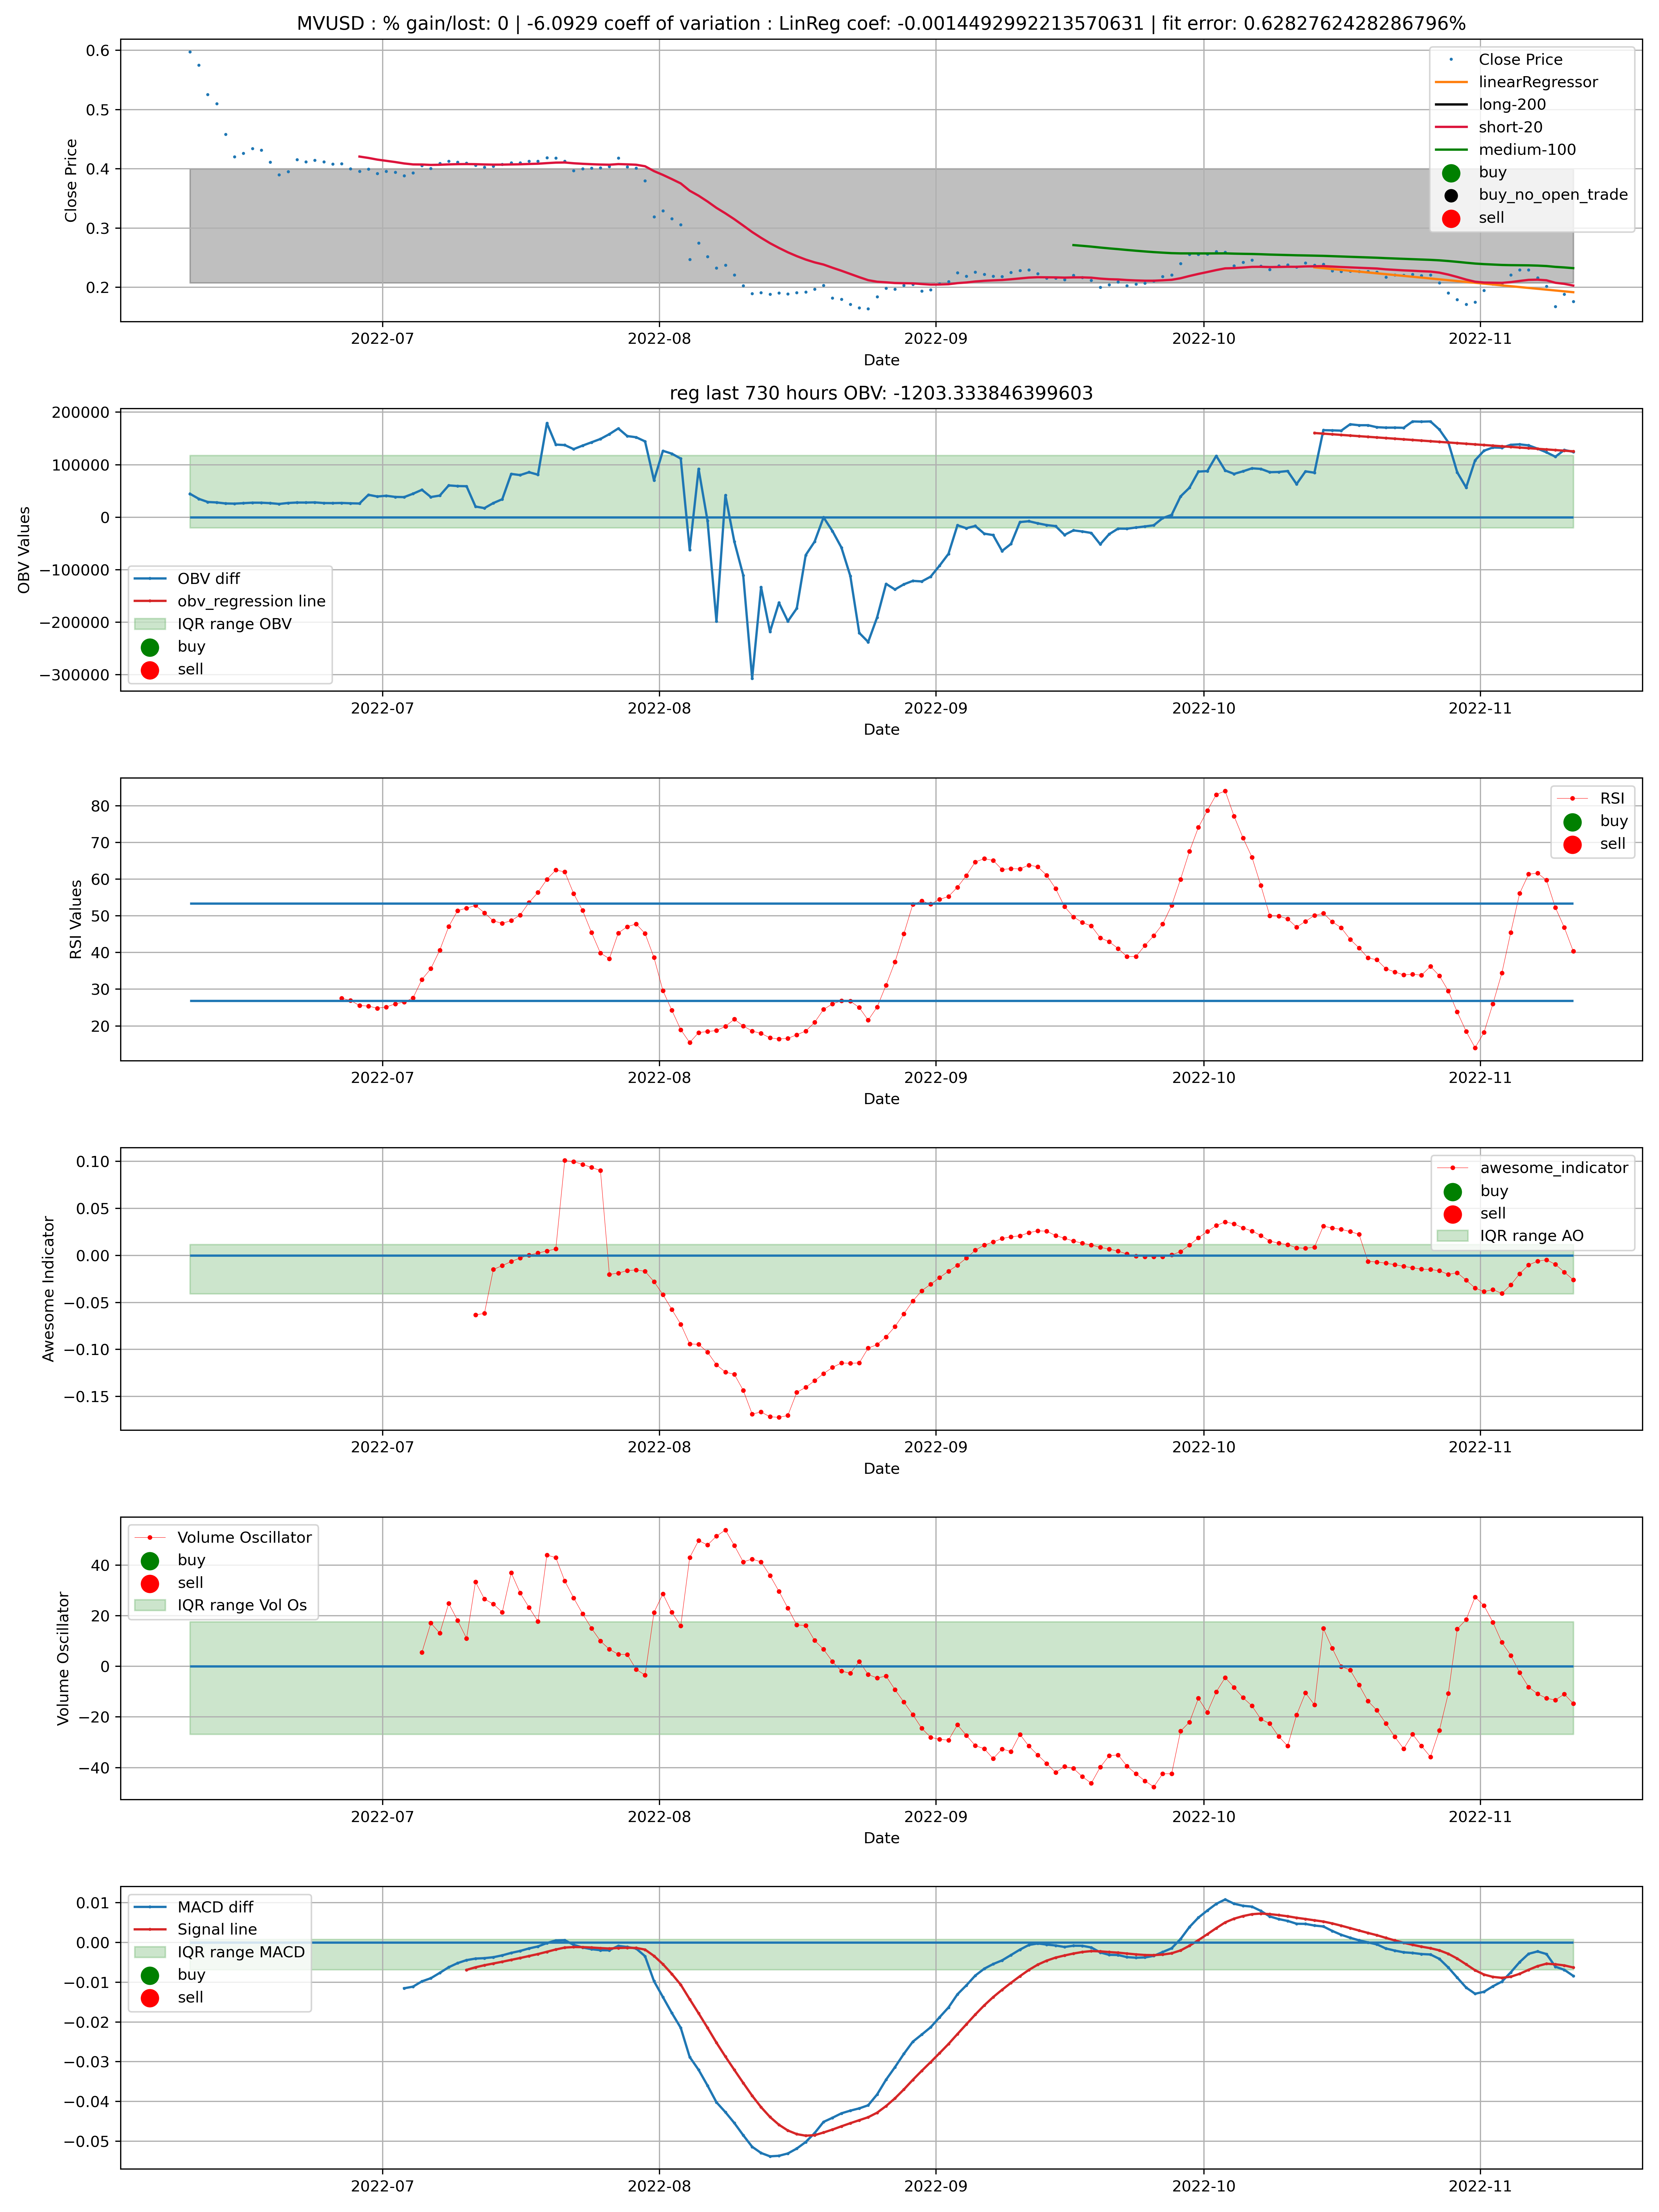 MVUSD : % gain/lost: 0 | -6.0929 coeff of variation : LinReg coef: -0.0014492992213570631 | fit error: 0.6282762428286796%
Close Price
0.6
0.5
0.4
0.3
0.2
Close Price
linearRegressor
long-200
short-20
medium-100
buy
buy_no_open_trade
sell
2022-07
2022-08
2022-09
2022-10
2022-11
Date
reg last 730 hours OBV: -1203.333846399603
OBV Values
200000
100000
0
−100000
−200000
−300000
OBV diff
obv_regression line
IQR range OBV
buy
sell
2022-07
2022-08
2022-09
2022-10
2022-11
Date
RSI Values
80
70
60
50
40
30
20
RSI
buy
sell
2022-07
2022-08
2022-09
2022-10
2022-11
Date
Awesome Indicator
0.10
0.05
0.00
−0.05
−0.10
−0.15
awesome_indicator
buy
sell
IQR range AO
2022-07
2022-08
2022-09
2022-10
2022-11
Date
Volume Oscillator
40
20
0
−20
−40
Volume Oscillator
buy
sell
IQR range Vol Os
2022-07
2022-08
2022-09
2022-10
2022-11
Date
0.01
0.00
−0.01
−0.02
−0.03
−0.04
−0.05
MACD diff
Signal line
IQR range MACD
buy
sell
2022-07
2022-08
2022-09
2022-10
2022-11